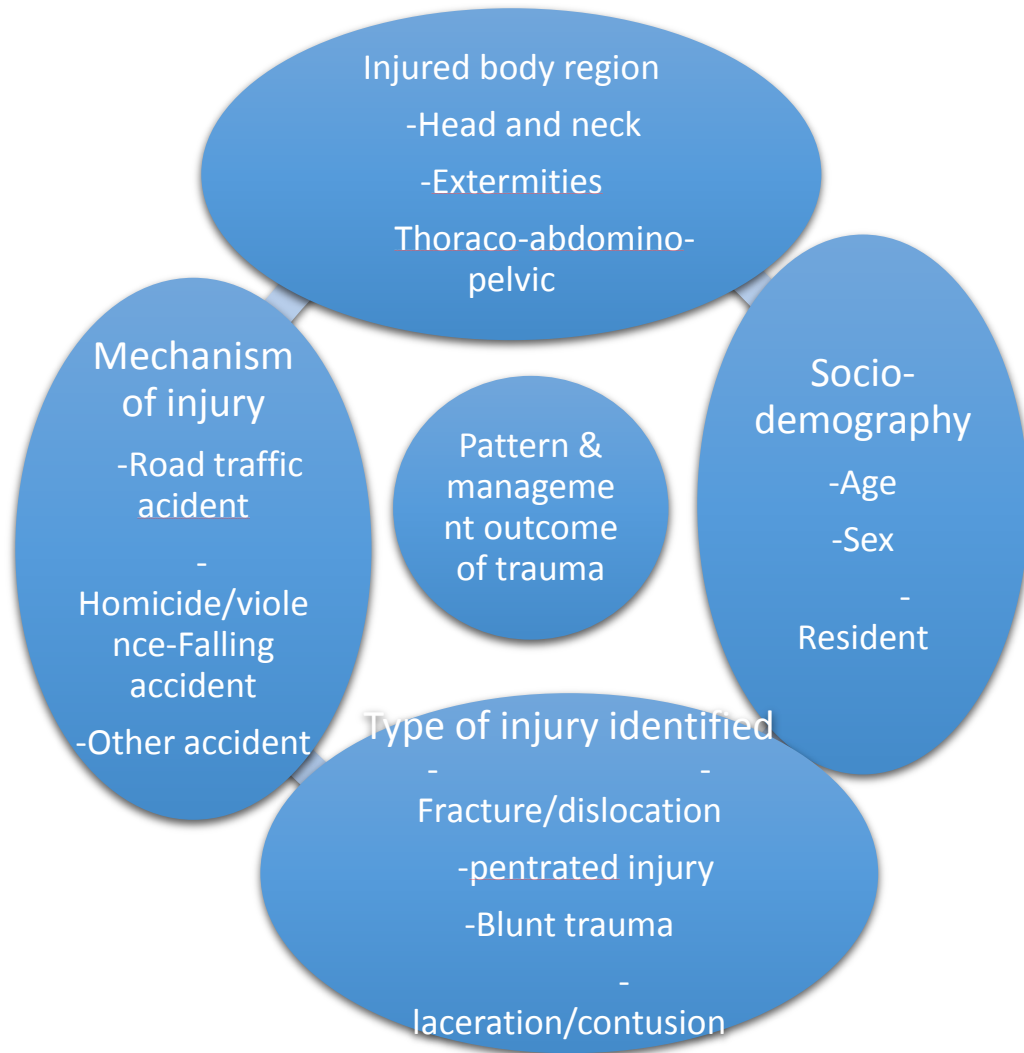 Injured body region
-Head and neck
-Extermities
Thoraco-abdomino-
pelvic
Mechanism
of injury
-Road traffic
acident
-
Homicide/viole
nce-Falling
accident
-Other accident
Pattern &
manageme
nt outcome
of trauma
Socio-
demography
-Age
-Sex
-
Resident
Type of injury identified
- -
Fracture/dislocation
-pentrated injury
-Blunt trauma
-
laceration/contusion